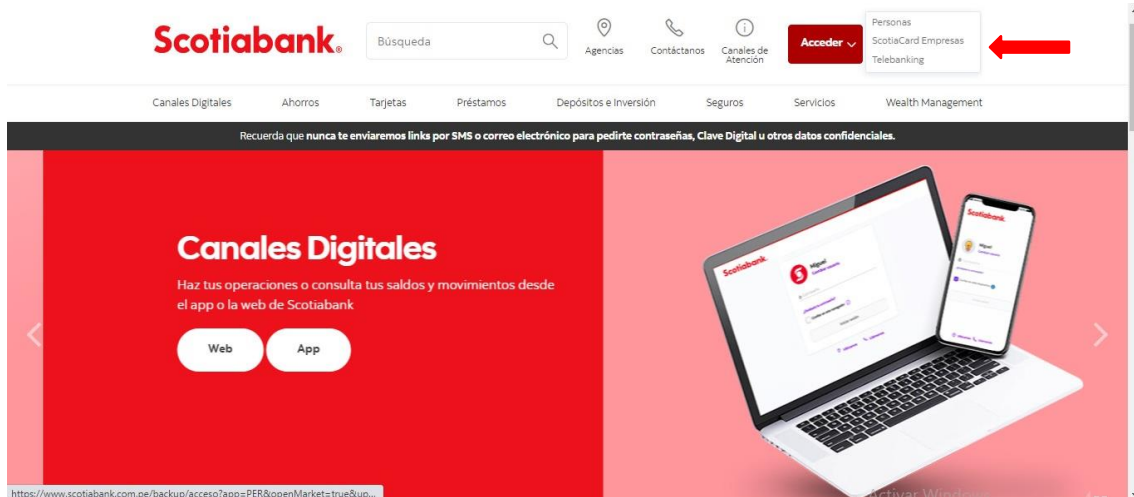 Scotiabank®
Búsqueda
Agencias
Contáctanos
Canales de
Atención
Acceder
Personas
ScotiaCard Empresas
Telebanking
Canales Digitales
Ahorros
Tarjetas
Préstamos
Depósitos e Inversión
Seguros
Servicios
Wealth Management
Recuerda que nunca te enviaremos links por SMS o correo electrónico para pedirte contraseñas, Clave Digital u otros datos confidenciales.
Canales Digitales
Haz tus operaciones o consulta tus saldos y movimientos desde
el app o la web de Scotiabank
Web
App
Scotiabank
Miguel
Scotiabank.
Miguel
https://www.scotiabank.com.pe/backup/acceso?app=PER&openMarket=true&up...
Activar Windows